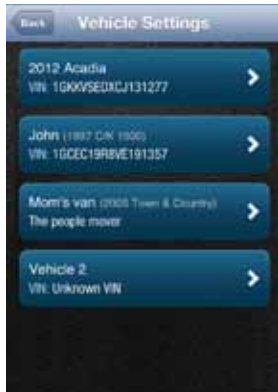 Back
Vehicle Settings
2012 Acadia
VIN: 1GKKVSEDXCJ131277
John (1997 C/K 1500)
VIN: 1GCEC19R8VE191357
Mom's van (2005 Town & Country)
The people mover
Vehicle 2
VIN: Unknown VIN